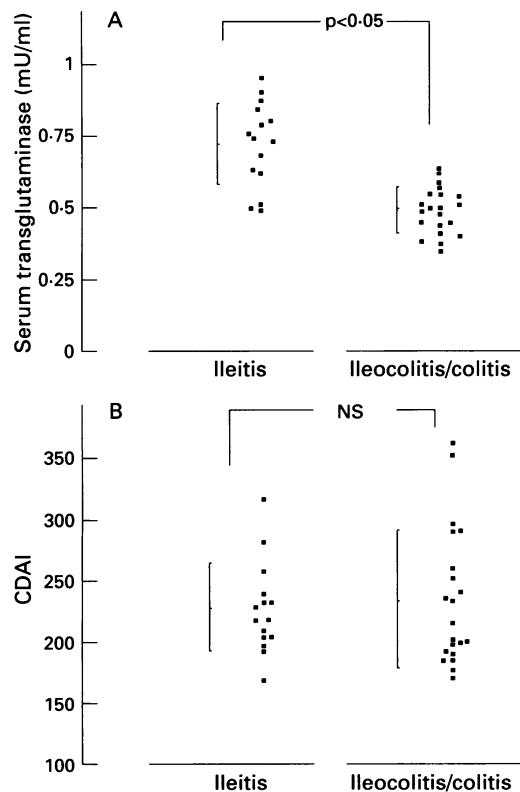 A
p<0·05
Serum transglutaminase (mU/ml)
1
0·75
0·5
0·25
0
Ileitis
Ileocolitis/colitis
B
NS
CDAI
350
300
250
200
150
100
Ileitis
Ileocolitis/colitis